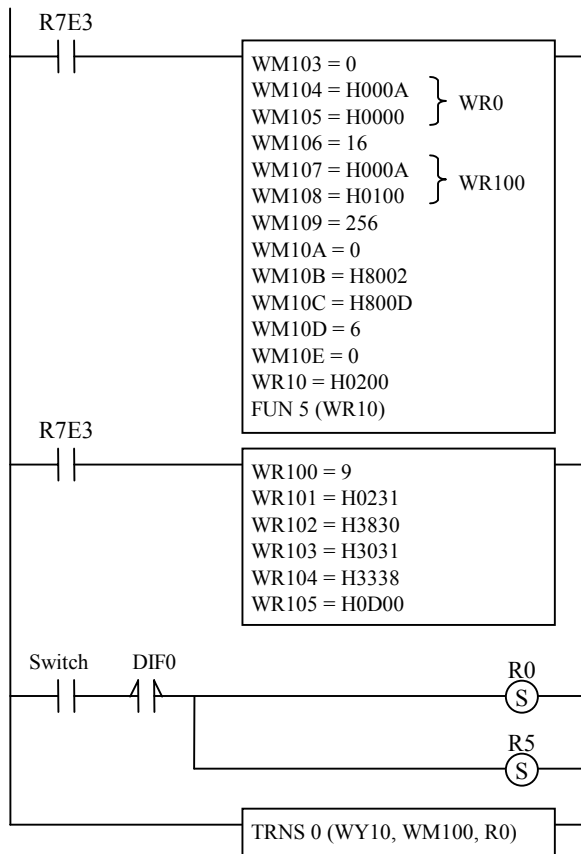 R7E3
WM103 = 0
WM104 = H000A
WM105 = H0000
WR0
WM106 = 16
WM107 = H000A
WM108 = H0100
WR100
WM109 = 256
WM10A = 0
WM10B = H8002
WM10C = H800D
WM10D = 6
WM10E = 0
WR10 = H0200
FUN 5 (WR10)
R7E3
WR100 = 9
WR101 = H0231
WR102 = H3830
WR103 = H3031
WR104 = H3338
WR105 = H0D00
Switch DIF0 R0
S
R5
S
TRNS 0 (WY10, WM100, R0)